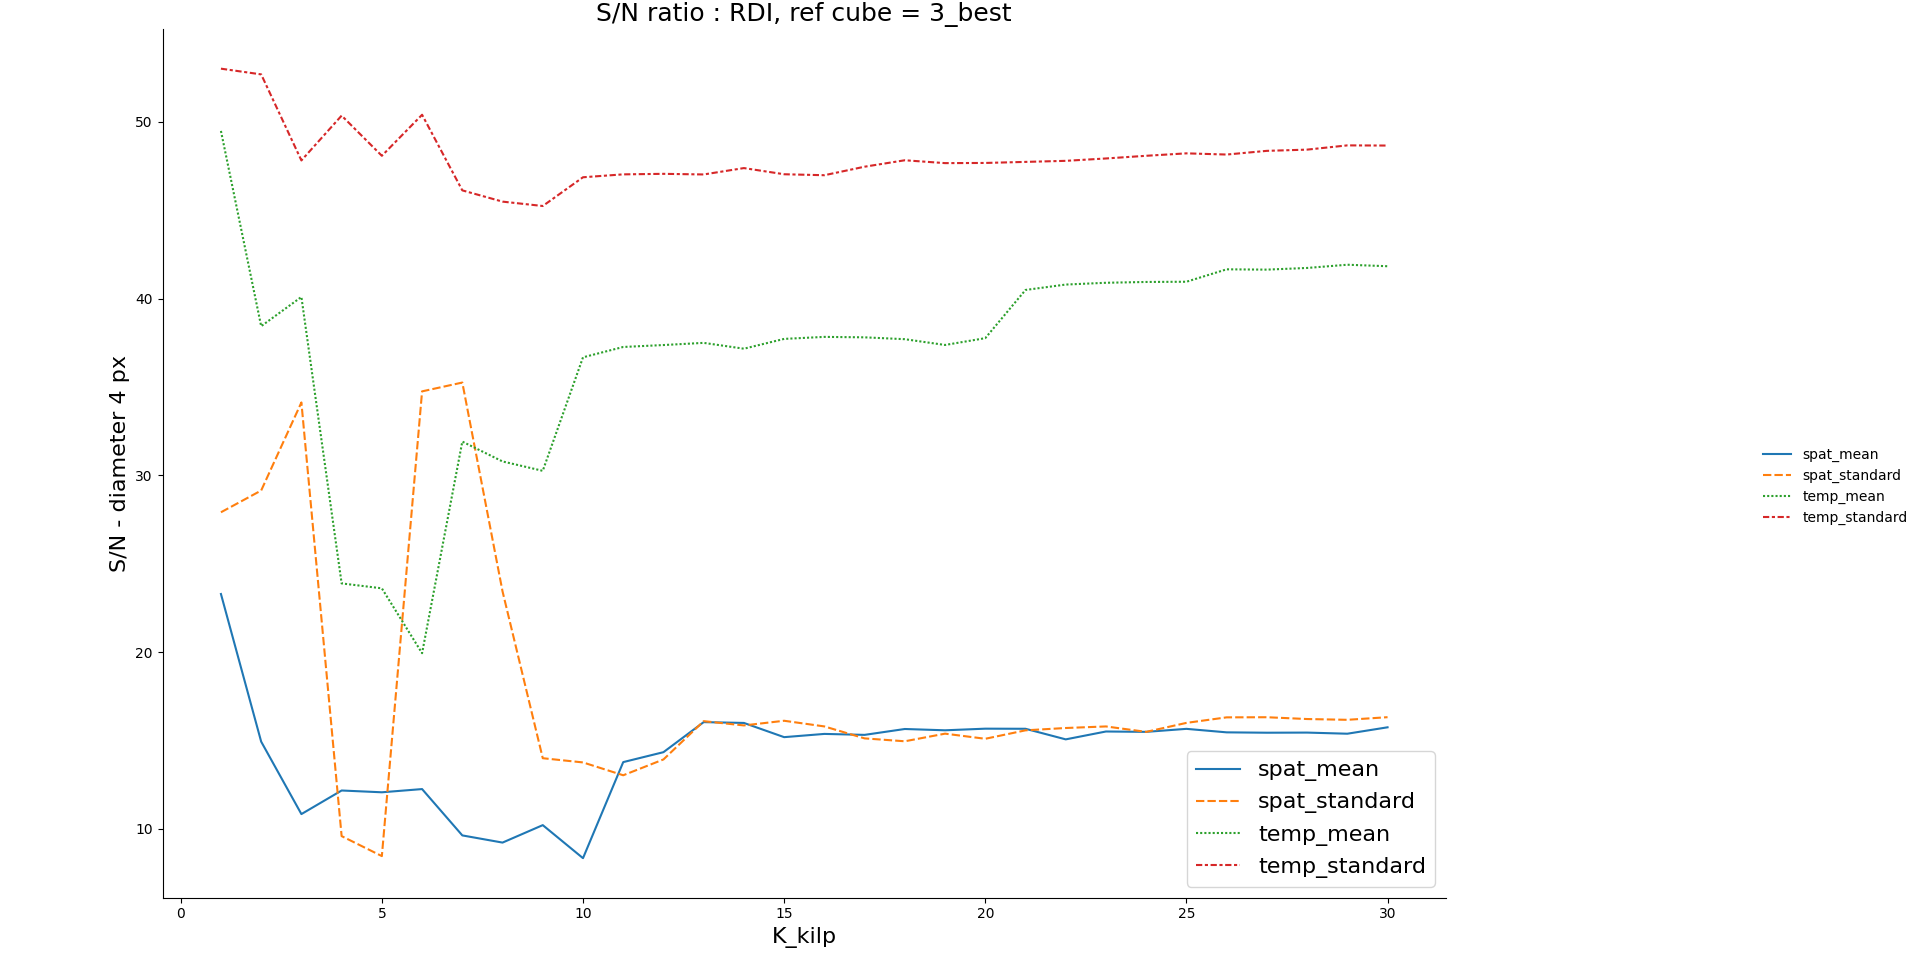 S/N ratio : RDI, ref cube = 3_best
S/N - diameter 4 px
50
40
30
20
10
0 5 10 15 20 25 30
K_kilp
spat_mean
spat_standard
temp_mean
temp_standard
spat_mean
spat_standard
temp_mean
temp_standard